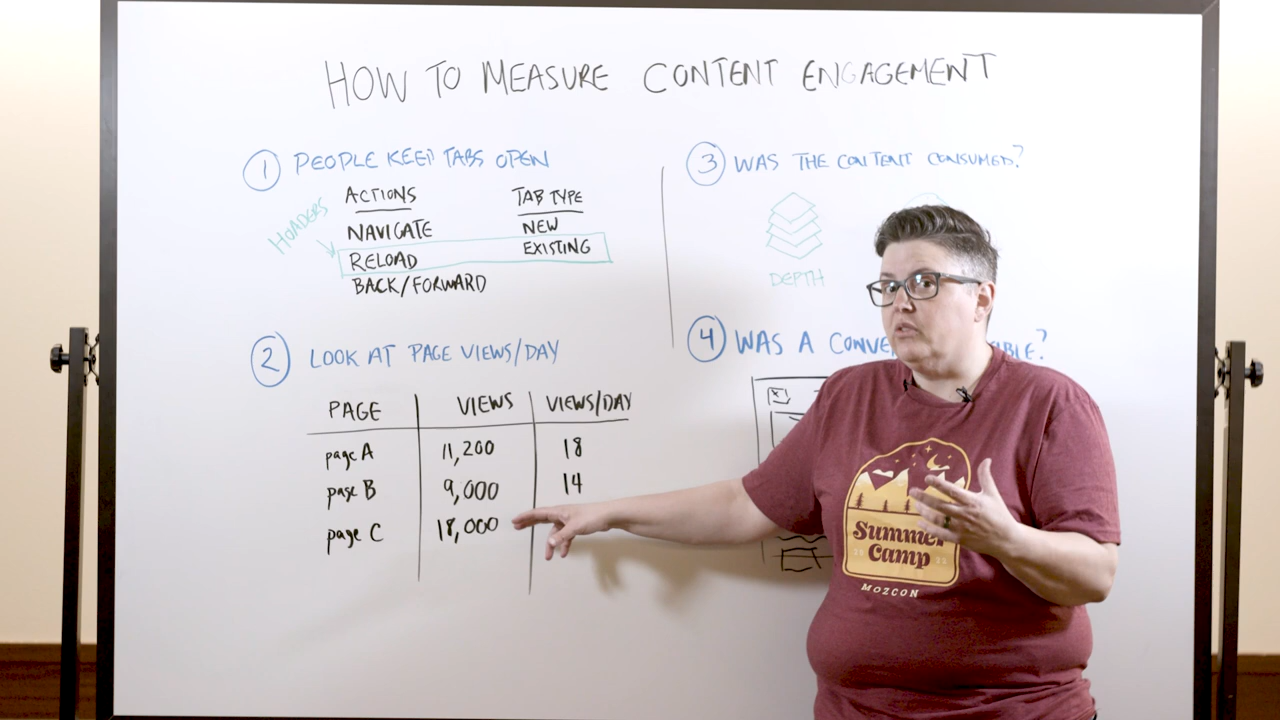 HOW TO MEASURE CONTENT ENGAGEMENT
1 PEOPLE KEEP TABS OPEN
ACTIONS TAB TYPE
HOADERS
NAVIGATE NEW
RELOAD EXISTING
BACK/FORWARD
2 LOOK AT PAGE VIEWS/DAY
PAGE VIEWS VIEWS/DAY
page A 11,200 18
page B 9,000 14
page C 18,000
3 WAS THE CONTENT CONSUMED?
DEPTH
4 WAS A
Summer
Camp
MOZCON